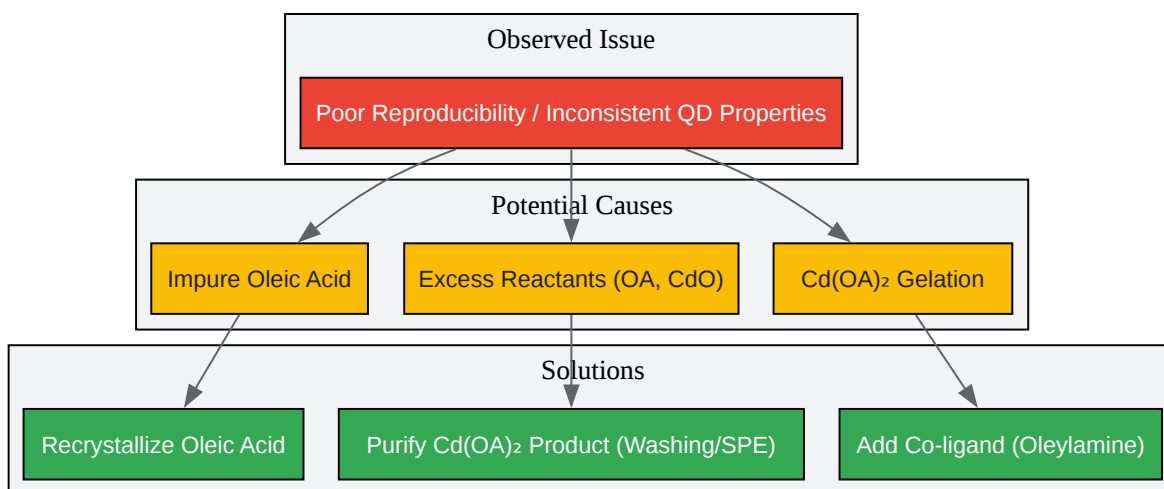 Observed Issue
Poor Reproducibility / Inconsistent QD Properties
Potential Causes
Impure Oleic Acid
Excess Reactants (OA, CdO)
Cd(OA)₂ Gelation
Solutions
Recrystallize Oleic Acid
Purify Cd(OA)₂ Product (Washing/SPE)
Add Co-ligand (Oleylamine)